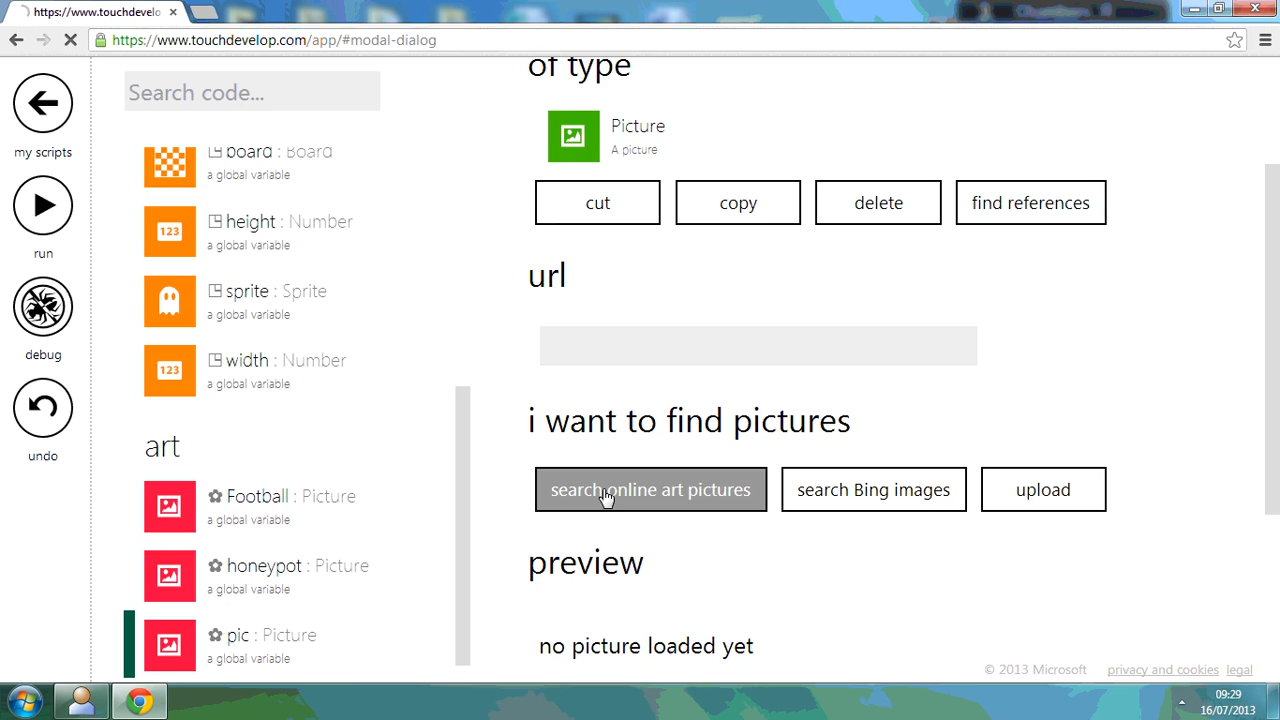 https://www.touchdevelo
https://www.touchdevelop.com/app/#modal-dialog
my scripts
run
debug
undo
Search code...
board : Board
a global variable
123
height : Number
a global variable
sprite : Sprite
a global variable
123
width : Number
a global variable
art
Football : Picture
a global variable
honeypot : Picture
a global variable
pic : Picture
a global variable
of type
Picture
A picture
cut
copy
delete
find references
url
i want to find pictures
search online art pictures
search Bing images
upload
preview
no picture loaded yet
© 2013 Microsoft
privacy and cookies
legal
09:29
16/07/2013